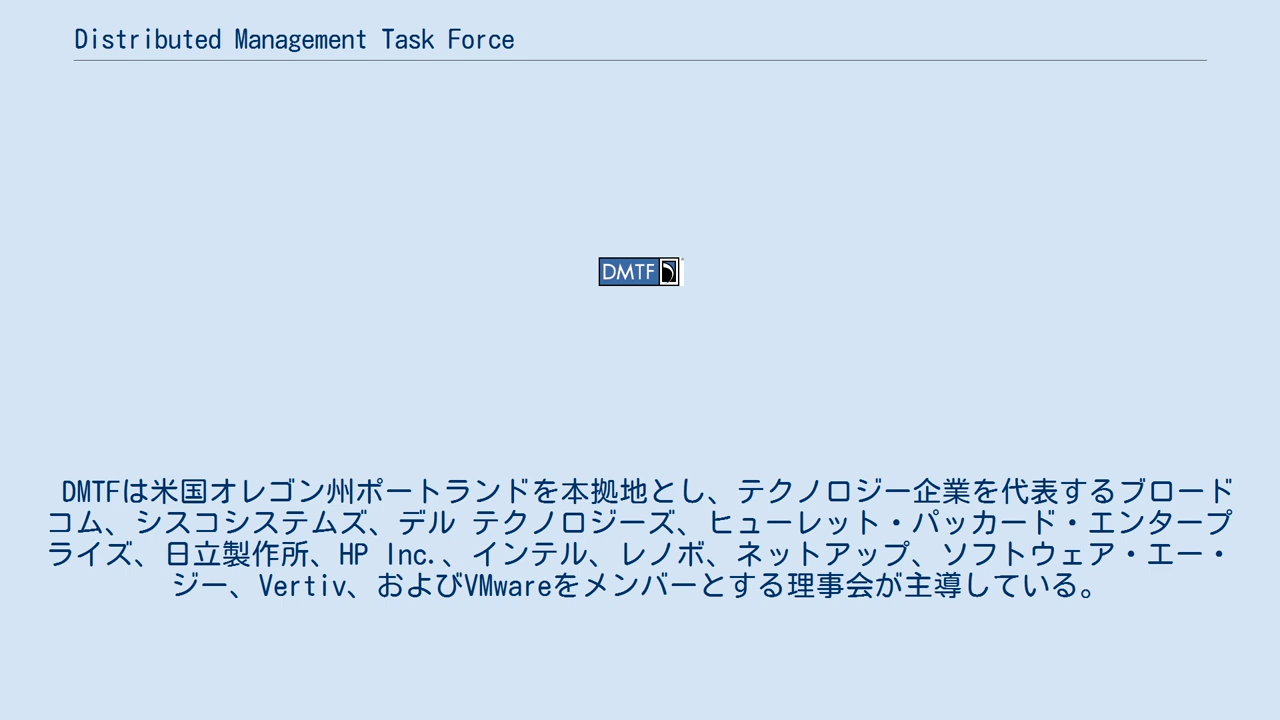 Distributed Management Task Force
DMTF
DMTFは米国オレゴン州ポートランドを本拠地とし、テクノロジー企業を代表するブロード
コム、シスコシステムズ、デル テクノロジーズ、ヒューレット・パッカード・エンタープ
ライズ、日立製作所、HP Inc.、インテル、レノボ、ネットアップ、ソフトウェア・エー・
ジー、Vertiv、およびVMwareをメンバーとする理事会が主導している。